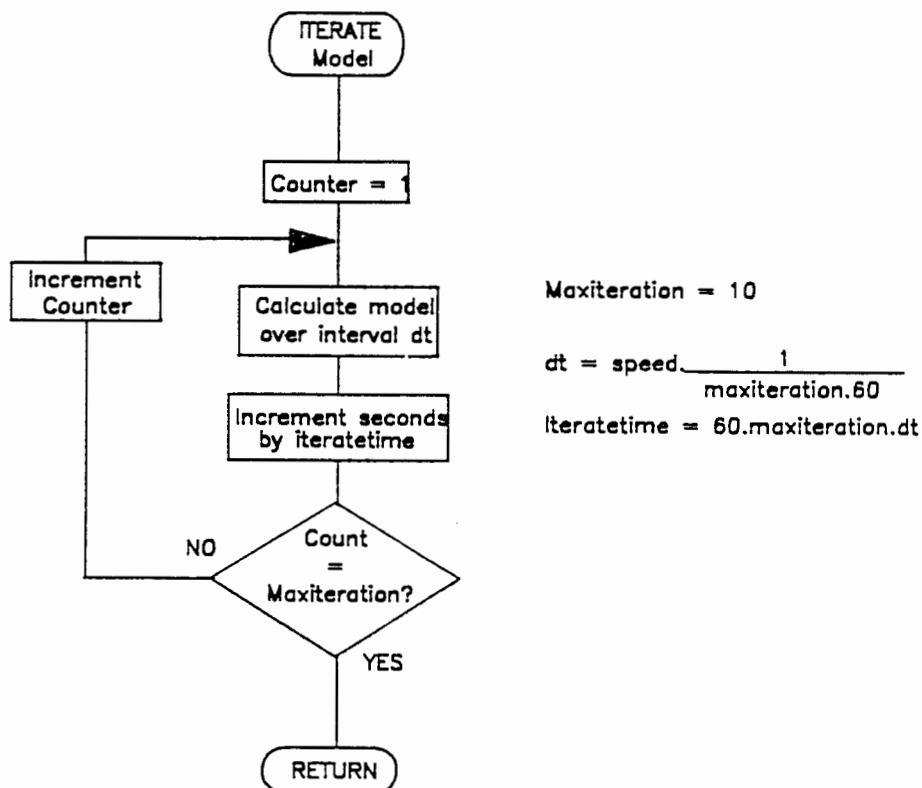 ITERATE
Model
Counter = 1
Increment
Counter
Calculate model
over interval dt
Increment seconds
by iteratetime
Count
=
Maxiteration?
NO
YES
RETURN
Maxiteration = 10
dt = speed. 1
maxiteration.60
Iteratetime = 60.maxiteration.dt